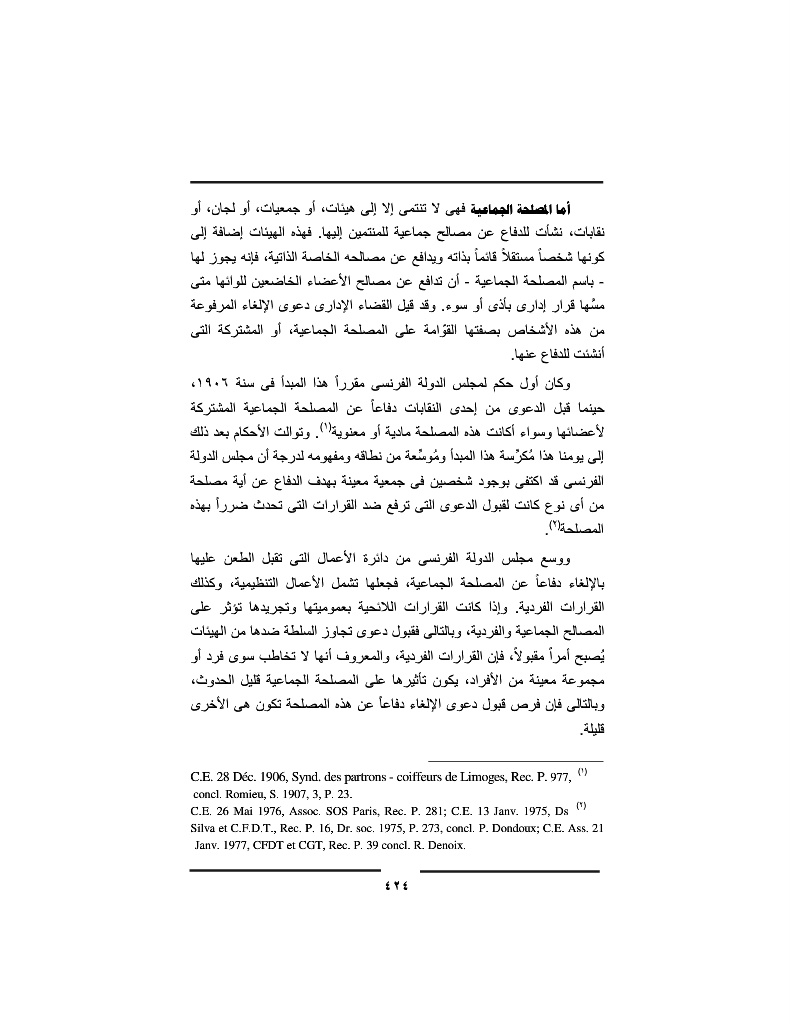 أما المصلحة الجماعية فهى لا تنتمى إلا إلى هيئات، أو جمعيات، أو لجان، أو
نقابات، نشأت للدفاع عن مصالح جماعية للمنتمين إليها. فهذه الهيئات إضافة إلى
كونها شخصاً مستقلاً قائماً بذاته ويدافع عن مصالحه الخاصة الذاتية، فإنه يجوز لها
- باسم المصلحة الجماعية - أن تدافع عن مصالح الأعضاء الخاضعين للوائها متى
مسَّها قرار إدارى بأذى أو سوء. وقد قيل القضاء الإدارى دعوى الإلغاء المرفوعة
من هذه الأشخاص بصفتها القوَّامة على المصلحة الجماعية، أو المشتركة التى
أنشئت للدفاع عنها.
وكان أول حكم لمجلس الدولة الفرنسى مقرراً هذا المبدأ فى سنة ١٩٠٦،
حينما قبل الدعوى من إحدى النقابات دفاعاً عن المصلحة الجماعية المشتركة
لأعضائها وسواء أكانت هذه المصلحة مادية أو معنوية(١). وتوالت الأحكام بعد ذلك
إلى يومنا هذا مُكرِّسة هذا المبدأ ومُوسِّعة من نطاقه ومفهومه لدرجة أن مجلس الدولة
الفرنسى قد اكتفى بوجود شخصين فى جمعية معينة بهدف الدفاع عن أية مصلحة
من أى نوع كانت لقبول الدعوى التى ترفع ضد القرارات التى تحدث ضرراً بهذه
المصلحة(٢).
ووسع مجلس الدولة الفرنسى من دائرة الأعمال التى تقبل الطعن عليها
بالإلغاء دفاعاً عن المصلحة الجماعية، فجعلها تشمل الأعمال التنظيمية، وكذلك
القرارات الفردية. وإذا كانت القرارات اللائحية بعموميتها وتجريدها تؤثر على
المصالح الجماعية والفردية، وبالتالى فقبول دعوى تجاوز السلطة ضدها من الهيئات
يُصبح أمراً مقبولاً، فإن القرارات الفردية، والمعروف أنها لا تخاطب سوى فرد أو
مجموعة معينة من الأفراد، يكون تأثيرها على المصلحة الجماعية قليل الحدوث،
وبالتالى فإن فرص قبول دعوى الإلغاء دفاعاً عن هذه المصلحة تكون هى الأخرى
قليلة.
(١) C.E. 28 Déc. 1906, Synd. des partrons - coiffeurs de Limoges, Rec. P. 977,
concl. Romieu, S. 1907, 3, P. 23.
(٢) C.E. 26 Mai 1976, Assoc. SOS Paris, Rec. P. 281; C.E. 13 Janv. 1975, Ds
Silva et C.F.D.T., Rec. P. 16, Dr. soc. 1975, P. 273, concl. P. Dondoux; C.E. Ass. 21
Janv. 1977, CFDT et CGT, Rec. P. 39 concl. R. Denoix.
٤٢٤